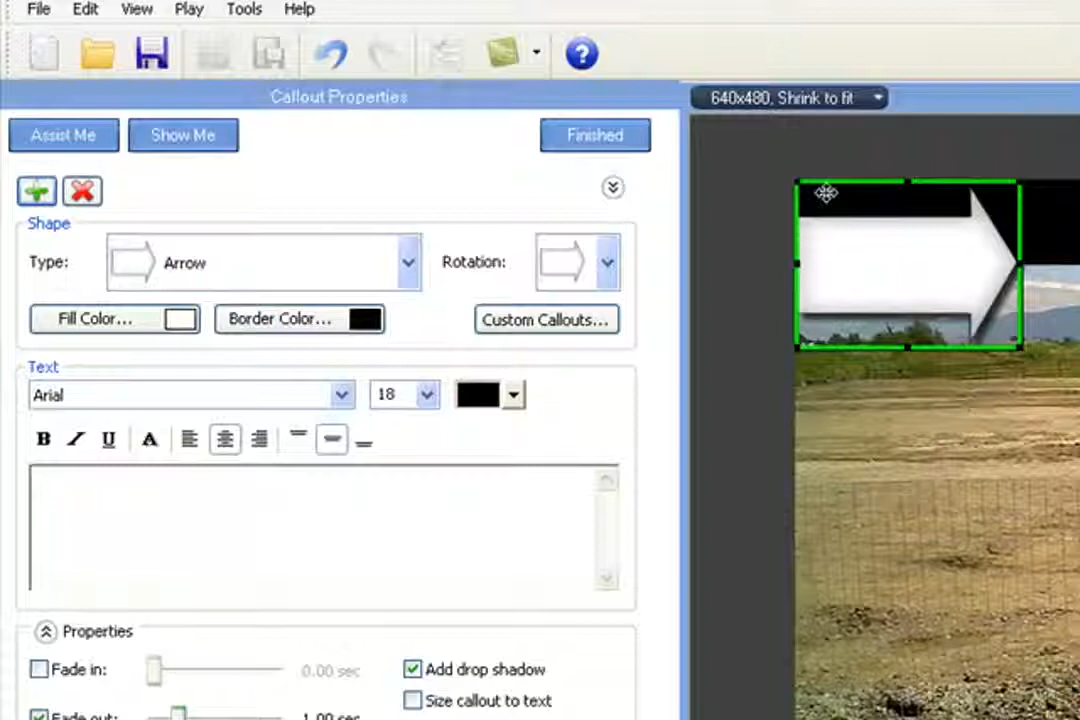 File Edit View Play Tools Help
Callout Properties
640x480, Shrink to fit
Assist Me Show Me Finished
Shape
Type: Arrow Rotation:
Fill Color... Border Color... Custom Callouts...
Text
Arial 18
B I U A
Properties
Fade in: 0.00 sec Add drop shadow
Size callout to text
Fade out: 1.00 sec